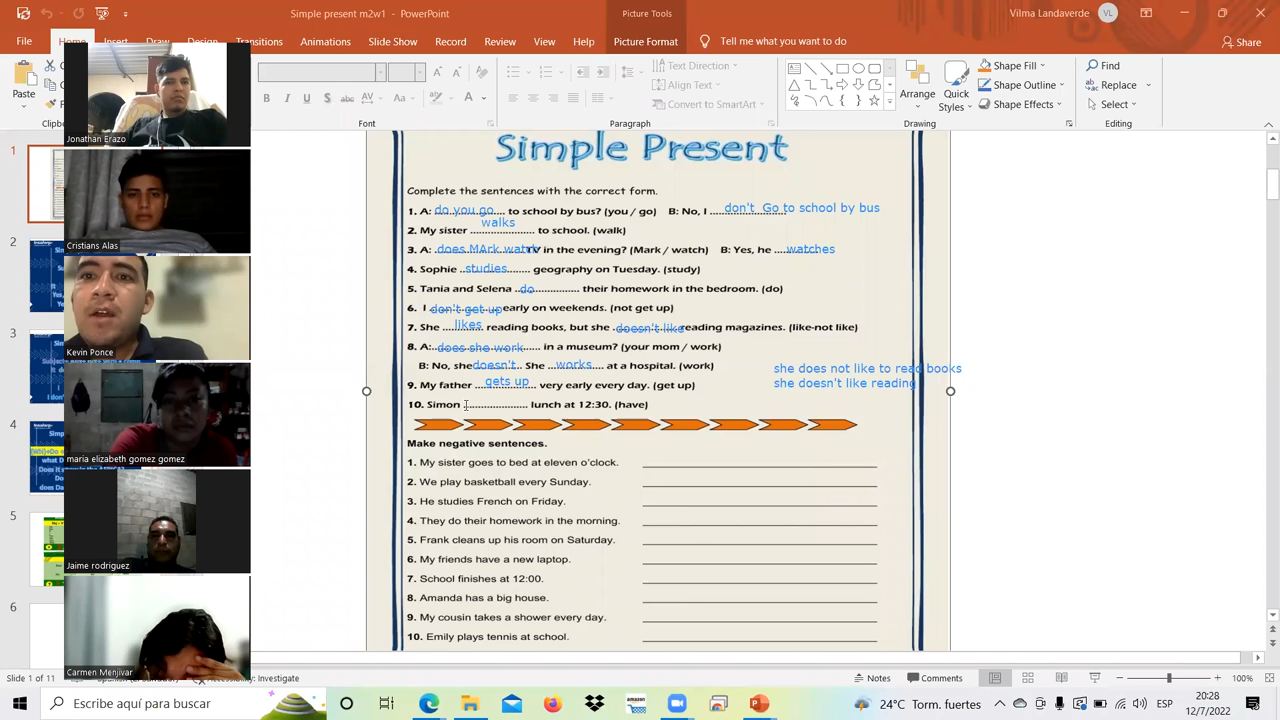 Picture Tools
Vilma Landaverde VL
Animations Slide Show Review View Help Picture Format Tell me what you want to do Share
Paste
Text Direction
Align Text
Convert to SmartArt
Arrange
Quick Styles
Shape Fill
Shape Outline
Shape Effects
Find
Replace
Select
Paragraph Drawing Editing
Jonathan Erazo
Cristians Alas
Kevin Ponce
maria elizabeth gomez gomez
Jaime rodriguez
Carmen Menjivar
Simple Present
Complete the sentences with the correct form.
1. A: do you go to school by bus? (you / go) B: No, I don't Go to school by bus
2. My sister walks to school. (walk)
3. A: does MArk watch TV in the evening? (Mark / watch) B: Yes, he watches
4. Sophie studies geography on Tuesday. (study)
5. Tania and Selena do their homework in the bedroom. (do)
6. I don't get up early on weekends. (not get up)
7. She likes reading books, but she doesn't like reading magazines. (like-not like)
8. A: does she work in a museum? (your mom / work)
B: No, she doesn't. She works at a hospital. (work)
she does not like to read books
she doesn't like reading
9. My father gets up very early every day. (get up)
10. Simon ...................... lunch at 12:30. (have)
Make negative sentences.
1. My sister goes to bed at eleven o'clock.
2. We play basketball every Sunday.
3. He studies French on Friday.
4. They do their homework in the morning.
5. Frank cleans up his room on Saturday.
6. My friends have a new laptop.
7. School finishes at 12:00.
8. Amanda has a big house.
9. My cousin takes a shower every day.
10. Emily plays tennis at school.
Slide 1 of 11
Accessibility: Investigate
Notes Comments 100%
Escribe aquí para buscar
24°C Torm. fuertes
ESP
20:28
12/7/2022